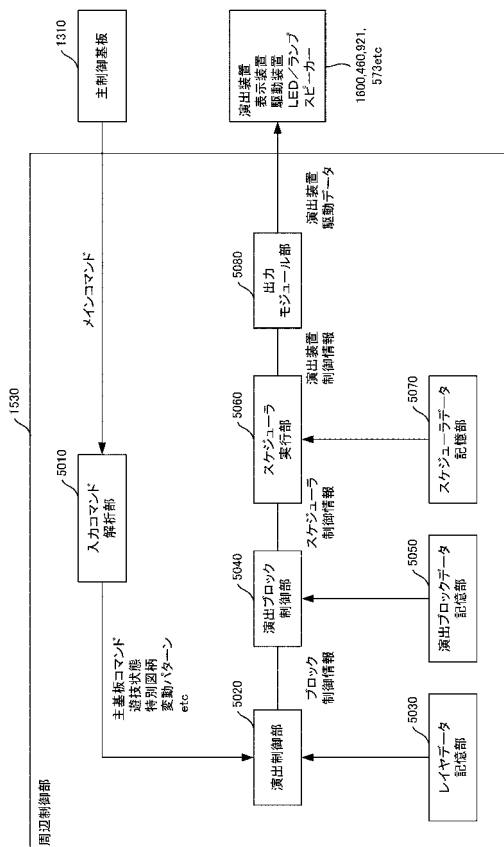 周辺制御部
1530
1310
主制御基板
メインコマンド
5010
入力コマンド
解析部
主基板コマンド
遊技状態
特別図柄
変動パターン
etc
5020
演出制御部
ブロック
制御情報
5040
演出ブロック
制御部
スケジューラ
制御情報
5060
スケジューラ
実行部
演出装置
制御情報
5080
出力
モジュール部
演出装置
駆動データ
演出装置
表示装置
駆動装置
LED/ランプ
スピーカー
1600,460,921,
573etc
5030
レイヤデータ
記憶部
5050
演出ブロックデータ
記憶部
5070
スケジューラデータ
記憶部